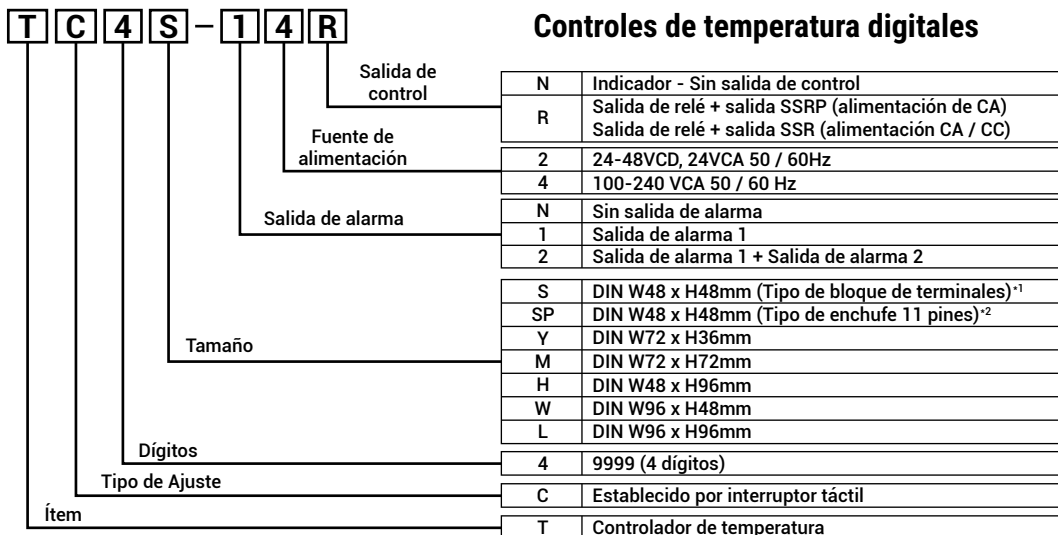 TC4S-14R
Controles de temperatura digitales
Salida de control
N Indicador - Sin salida de control
R Salida de relé + salida SSRP (alimentación de CA)
Salida de relé + salida SSR (alimentación CA / CC)
Fuente de alimentación
2 24-48VCD, 24VCA 50 / 60Hz
4 100-240 VCA 50 / 60 Hz
Salida de alarma
N Sin salida de alarma
1 Salida de alarma 1
2 Salida de alarma 1 + Salida de alarma 2
Tamaño
S DIN W48 x H48mm (Tipo de bloque de terminales)*1
SP DIN W48 x H48mm (Tipo de enchufe 11 pines)*2
Y DIN W72 x H36mm
M DIN W72 x H72mm
H DIN W48 x H96mm
W DIN W96 x H48mm
L DIN W96 x H96mm
Dígitos
4 9999 (4 dígitos)
Tipo de Ajuste
C Establecido por interruptor táctil
Ítem
T Controlador de temperatura